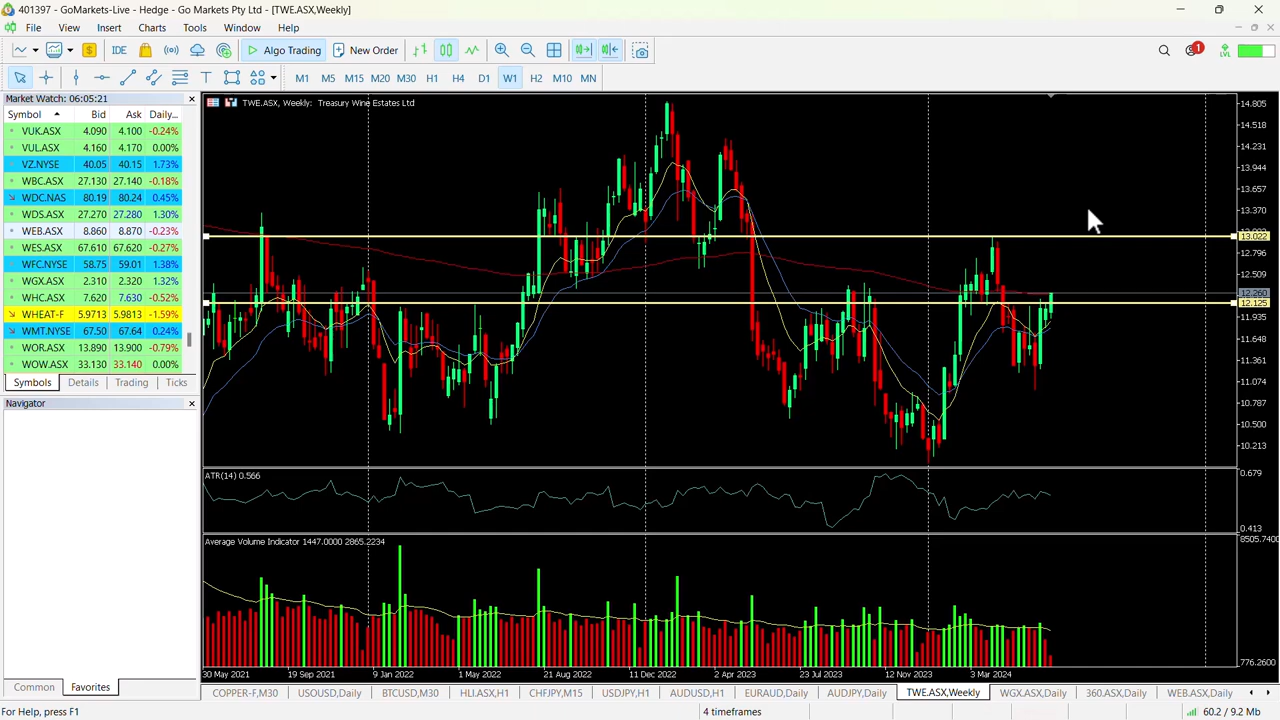 401397 - GoMarkets-Live - Hedge - Go Markets Pty Ltd - [TWE.ASX,Weekly]
File View Insert Charts Tools Window Help
IDE Algo Trading New Order 1 LVL
M1 M5 M15 M20 M30 H1 H4 D1 W1 H2 M10 MN
Market Watch: 06:05:21
Symbol Bid Ask Daily...
VUK.ASX 4.090 4.100 -0.24%
VUL.ASX 4.160 4.170 0.00%
VZ.NYSE 40.05 40.15 1.73%
WBC.ASX 27.130 27.140 -0.18%
WDC.NAS 80.19 80.24 0.45%
WDS.ASX 27.270 27.280 1.30%
WEB.ASX 8.860 8.870 -0.23%
WES.ASX 67.610 67.620 -0.27%
WFC.NYSE 58.75 59.01 1.38%
WGX.ASX 2.310 2.320 1.32%
WHC.ASX 7.620 7.630 -0.52%
WHEAT-F 5.9713 5.9813 -1.59%
WMT.NYSE 67.50 67.64 0.24%
WOR.ASX 13.890 13.900 -0.79%
WOW.ASX 33.130 33.140 0.00%
Symbols Details Trading Ticks
Navigator
Common Favorites
TWE.ASX, Weekly: Treasury Wine Estates Ltd
14.805
14.518
14.231
13.944
13.657
13.370
13.022
12.796
12.509
12.260
12.125
11.935
11.648
11.361
11.074
10.787
10.500
10.213
ATR(14) 0.566
0.679
0.413
Average Volume Indicator 1447.0000 2865.2234
8505.7400
776.2600
30 May 2021 19 Sep 2021 9 Jan 2022 1 May 2022 21 Aug 2022 11 Dec 2022 2 Apr 2023 23 Jul 2023 12 Nov 2023 3 Mar 2024
COPPER-F,M30 USOUSD,Daily BTCUSD,M30 HLI.ASX,H1 CHFJPY,M15 USDJPY,H1 AUDUSD,H1 EURAUD,Daily AUDJPY,Daily TWE.ASX,Weekly WGX.ASX,Daily 360.ASX,Daily WEB.ASX,Daily
For Help, press F1 4 timeframes 60.2 / 9.2 Mb